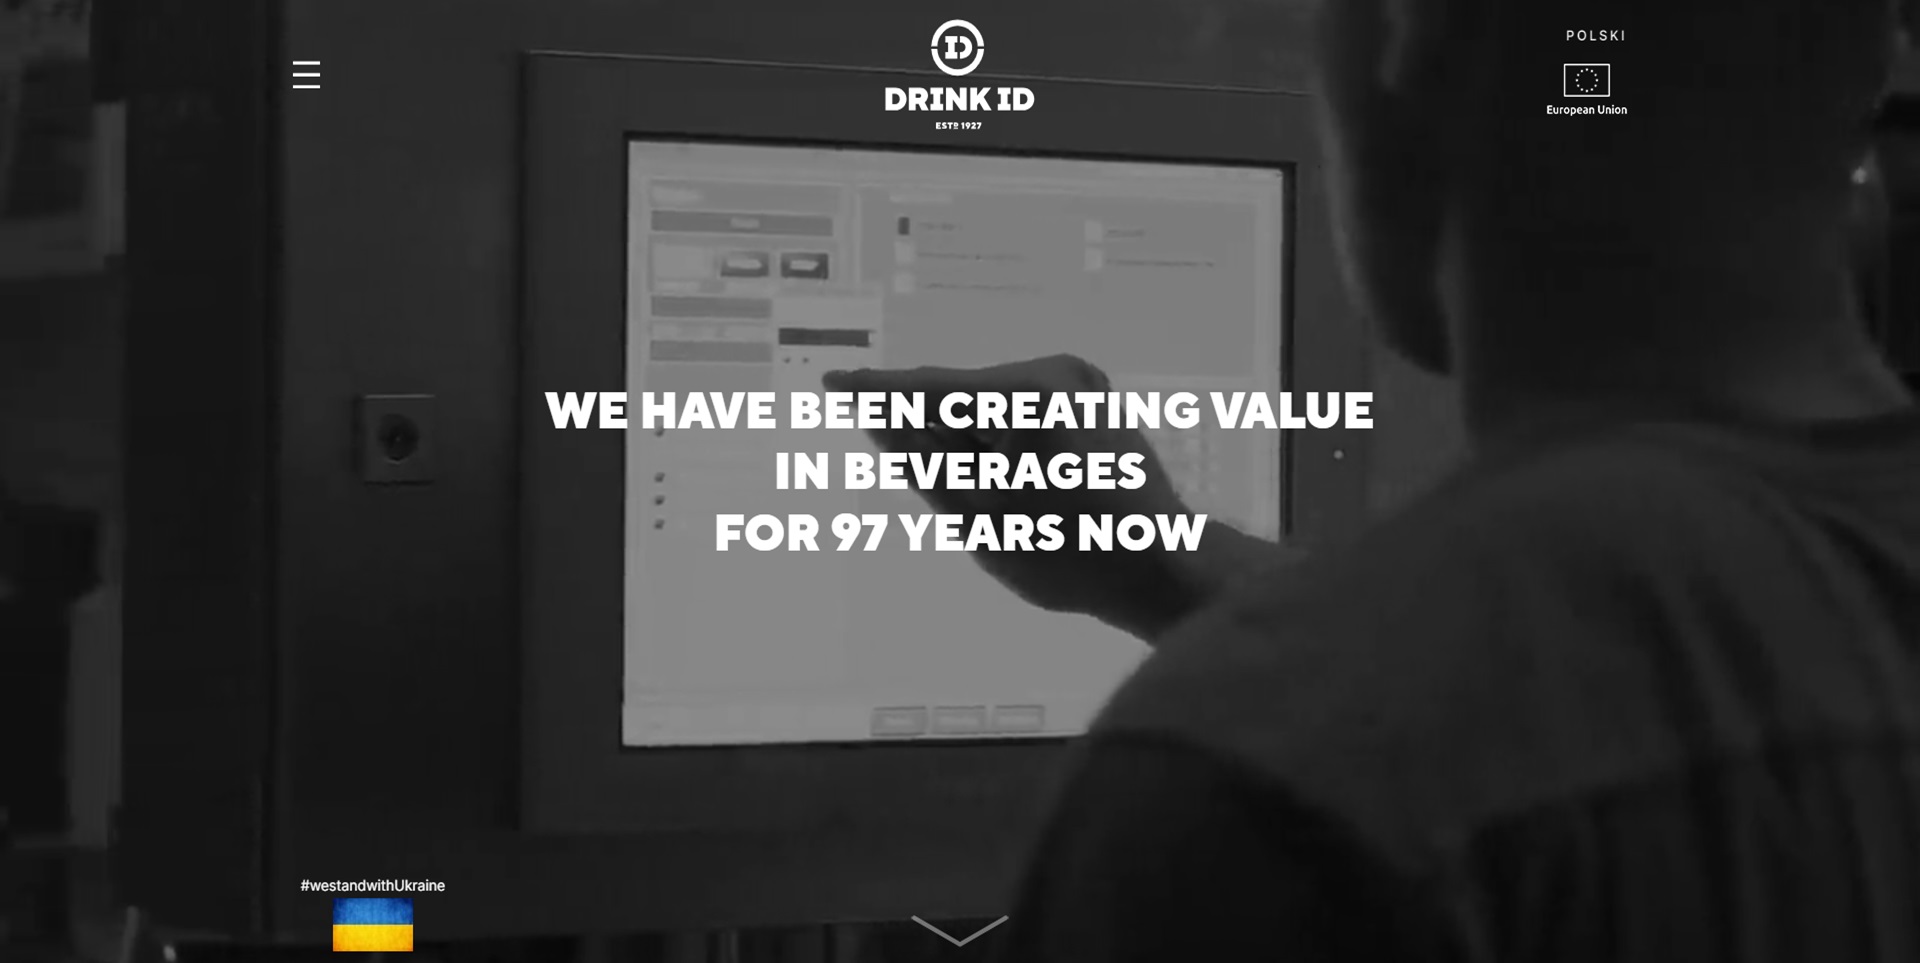 POLSKI
ID
DRINK ID
ESTD 1927
European Union
WE HAVE BEEN CREATING VALUE
IN BEVERAGES
FOR 97 YEARS NOW
#westandwithUkraine